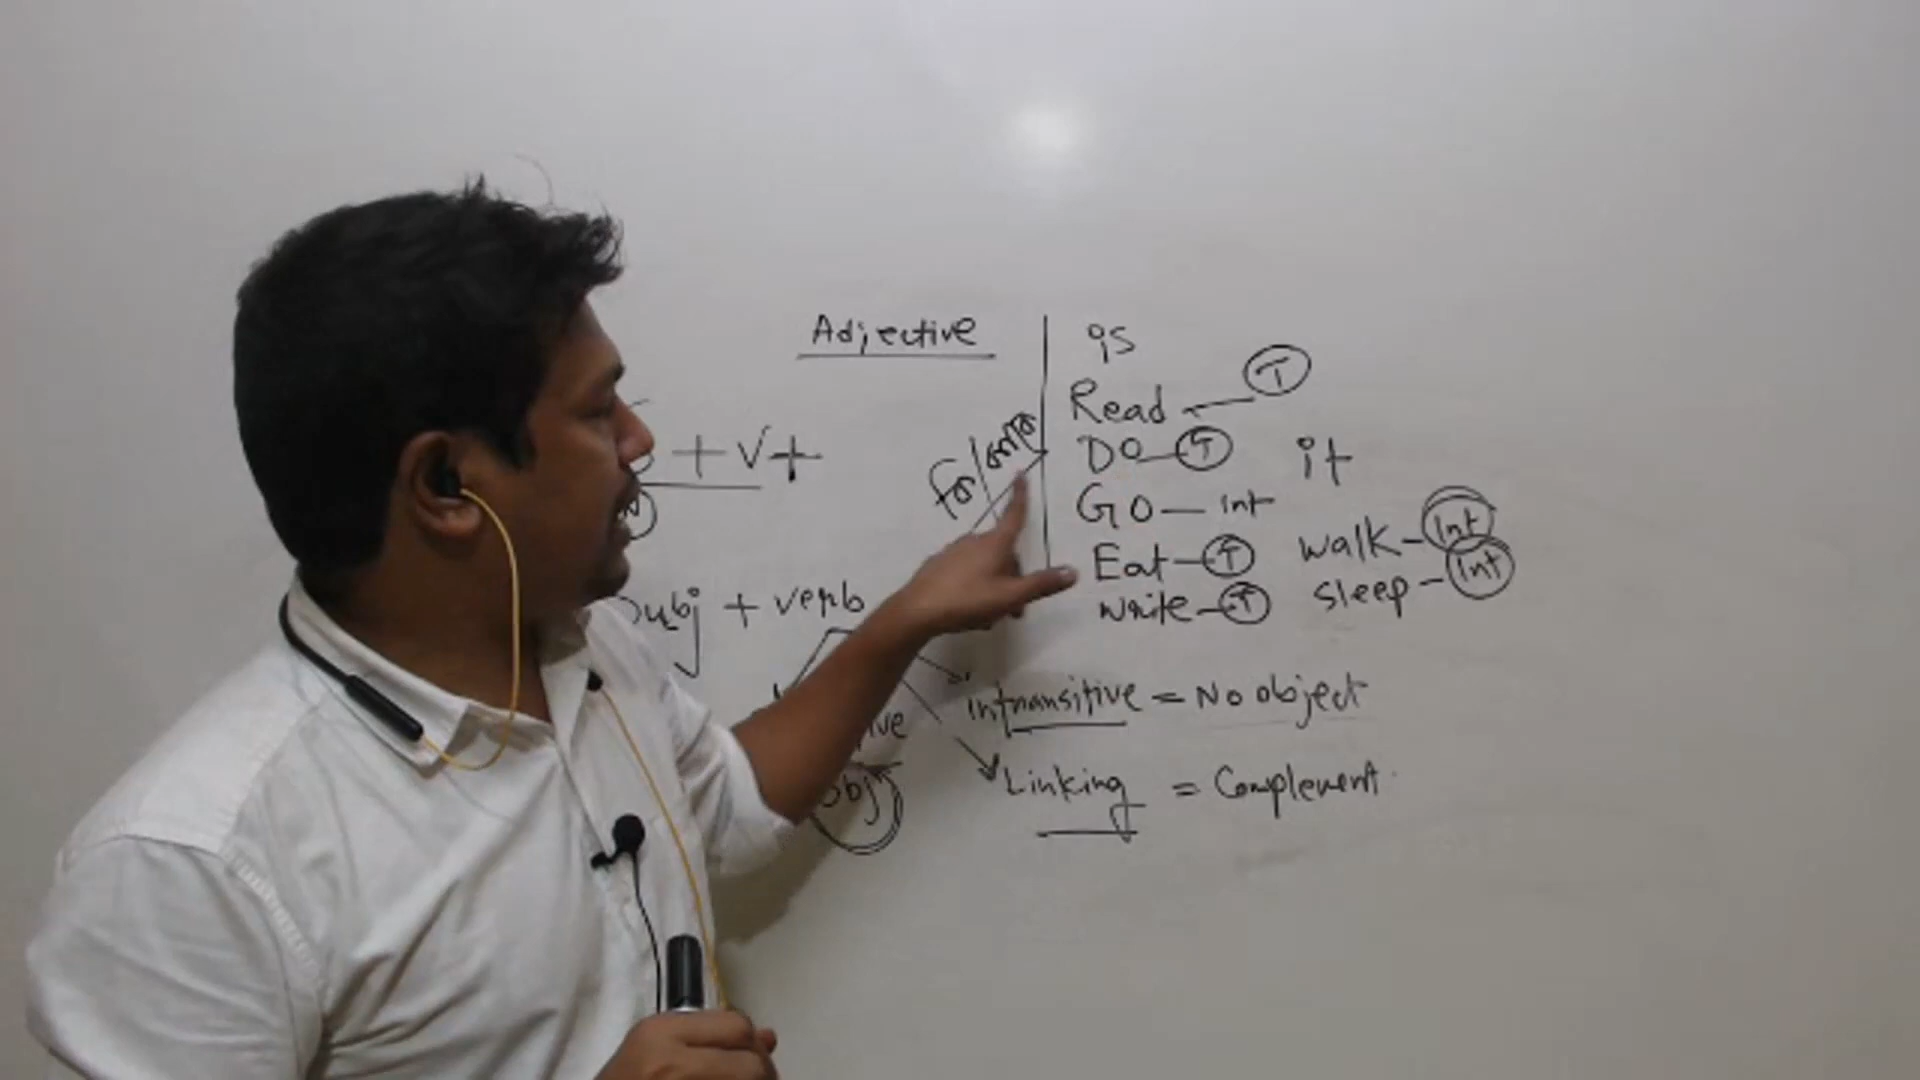 Adjective
+ V +
Subj + verb
obj
is
Read - T
DO - T it
GO - Int
Eat - T walk - Int
write - T sleep - Int
Intransitive = No object
Linking = Complement